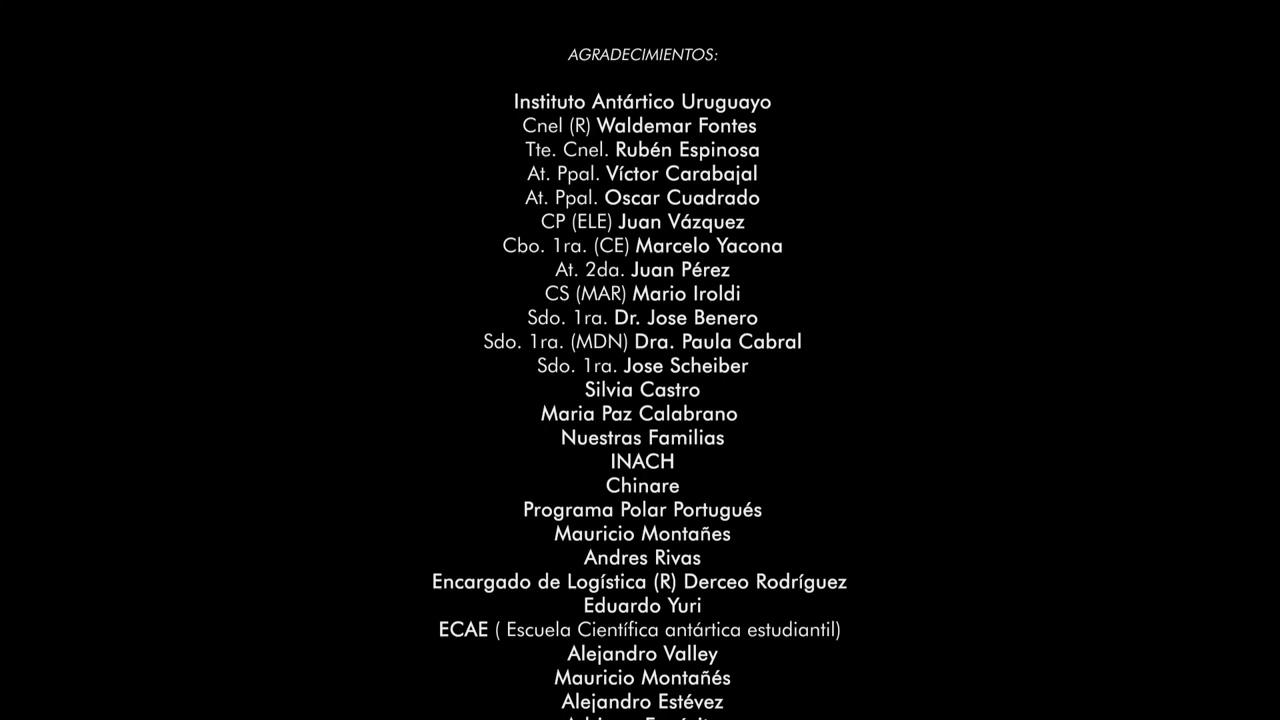 AGRADECIMIENTOS:
Instituto Antártico Uruguayo
Cnel (R) Waldemar Fontes
Tte. Cnel. Rubén Espinosa
At. Ppal. Víctor Carabajal
At. Ppal. Oscar Cuadrado
CP (ELE) Juan Vázquez
Cbo. 1ra. (CE) Marcelo Yacona
At. 2da. Juan Pérez
CS (MAR) Mario Iroldi
Sdo. 1ra. Dr. Jose Benero
Sdo. 1ra. (MDN) Dra. Paula Cabral
Sdo. 1ra. Jose Scheiber
Silvia Castro
Maria Paz Calabrano
Nuestras Familias
INACH
Chinare
Programa Polar Portugués
Mauricio Montañes
Andres Rivas
Encargado de Logística (R) Derceo Rodríguez
Eduardo Yuri
ECAE ( Escuela Científica antártica estudiantil)
Alejandro Valley
Mauricio Montañés
Alejandro Estévez